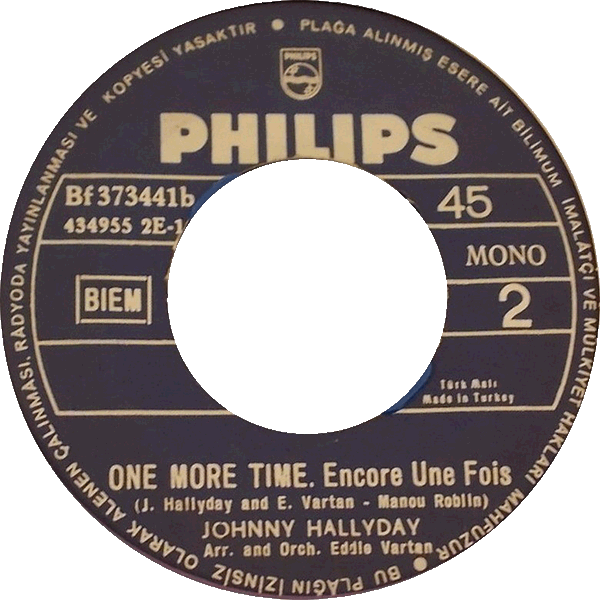 BU PLAĞIN İZİNSİZ OLARAK ALENEN ÇALINMASI, RADYODA YAYINLANMASI VE KOPYESİ YASAKTIR • PLAĞA ALINMIŞ ESERE AİT BİLİMUM İMALÂTÇI VE MÜLKİYET HAKLARI MAHFUZUR •
PHILIPS
PHILIPS
Bf 373441b
45
434955 2E-1
MONO
BIEM
2
Türk Malı
Made in Turkey
ONE MORE TIME. Encore Une Fois
(J. Hallyday and E. Vartan - Manou Roblin)
JOHNNY HALLYDAY
Arr. and Orch. Eddie Vartan